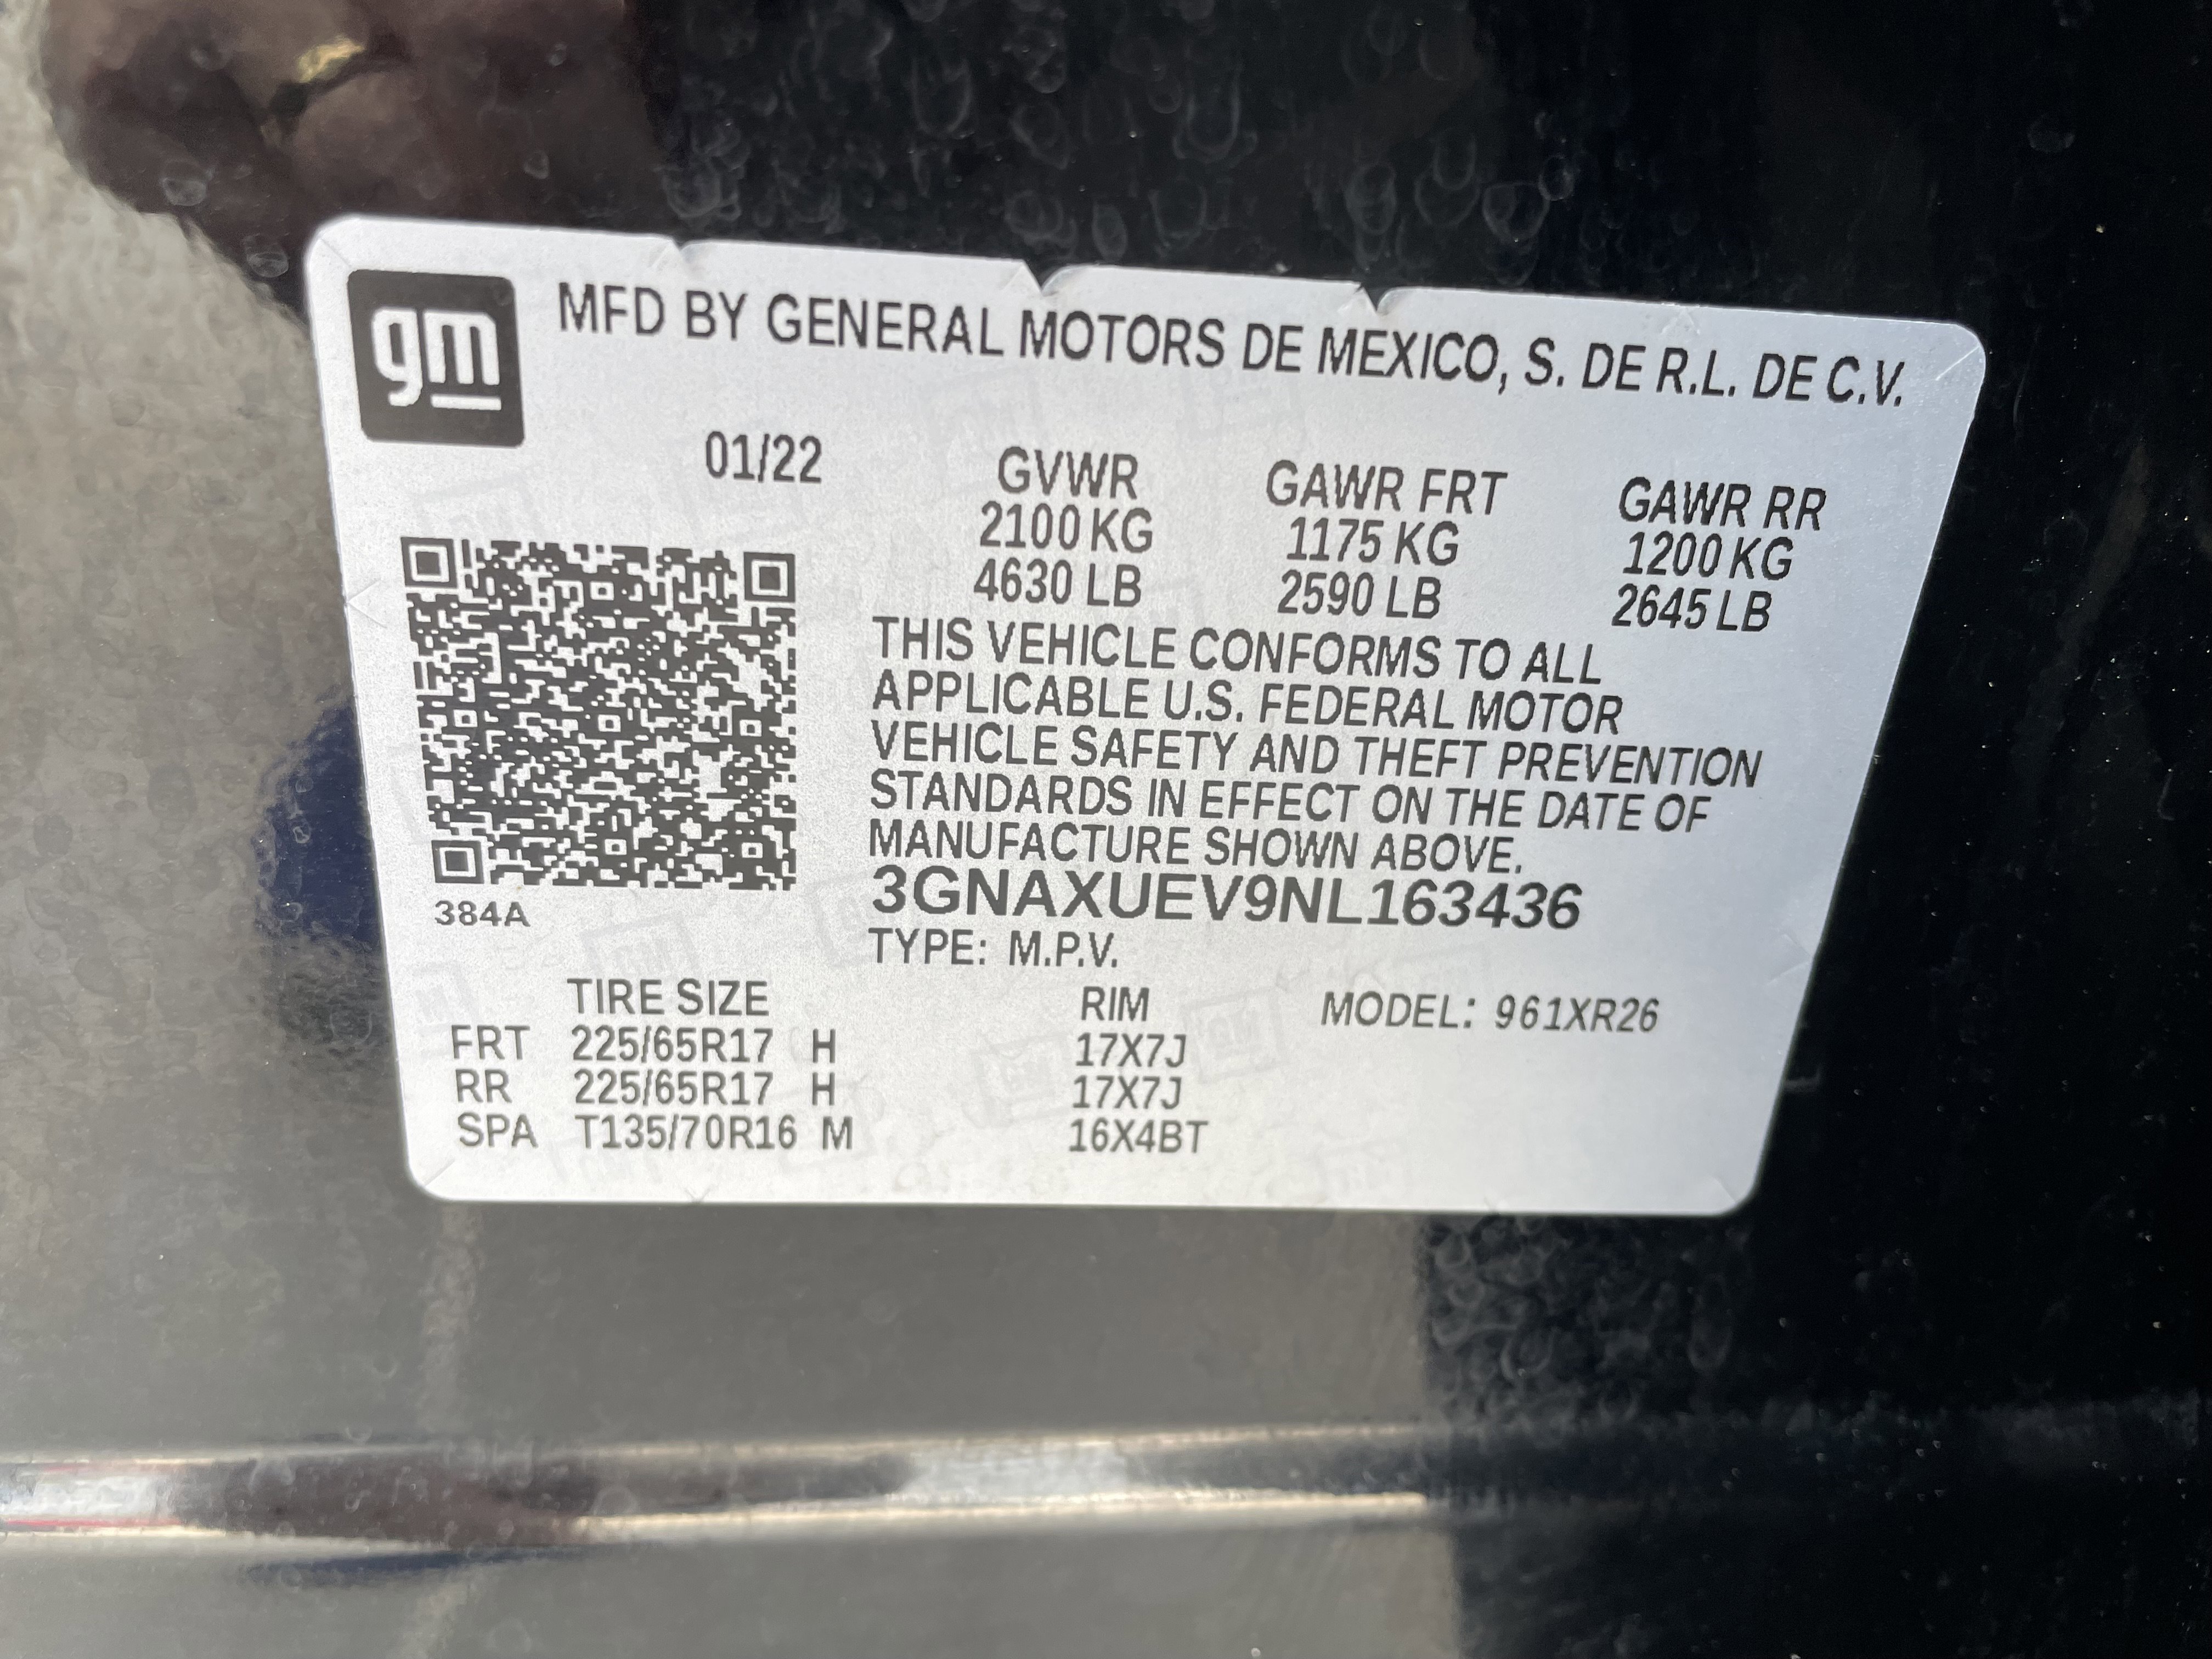 gm
MFD BY GENERAL MOTORS DE MEXICO, S. DE R.L. DE C.V.
01/22 GVWR GAWR FRT GAWR RR
2100 KG 1175 KG 1200 KG
4630 LB 2590 LB 2645 LB
THIS VEHICLE CONFORMS TO ALL
APPLICABLE U.S. FEDERAL MOTOR
VEHICLE SAFETY AND THEFT PREVENTION
STANDARDS IN EFFECT ON THE DATE OF
MANUFACTURE SHOWN ABOVE.
3GNAXUEV9NL163436
384A
TYPE: M.P.V.
TIRE SIZE RIM MODEL: 961XR26
FRT 225/65R17 H 17X7J
RR 225/65R17 H 17X7J
SPA T135/70R16 M 16X4BT